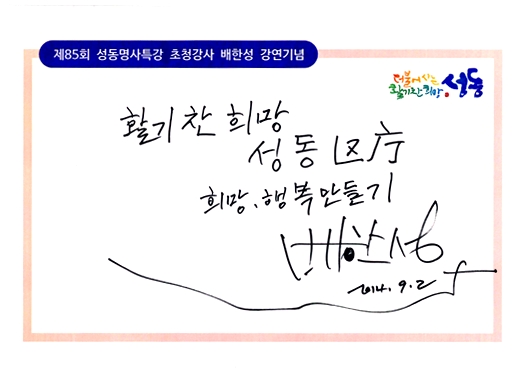 제85회 성동명사특강 초청강사 배한성 강연기념
더불어사는
활기찬 희망.성동
활기찬 희망
성동区庁
희망、행복만들기
배한성
2014. 9. 2